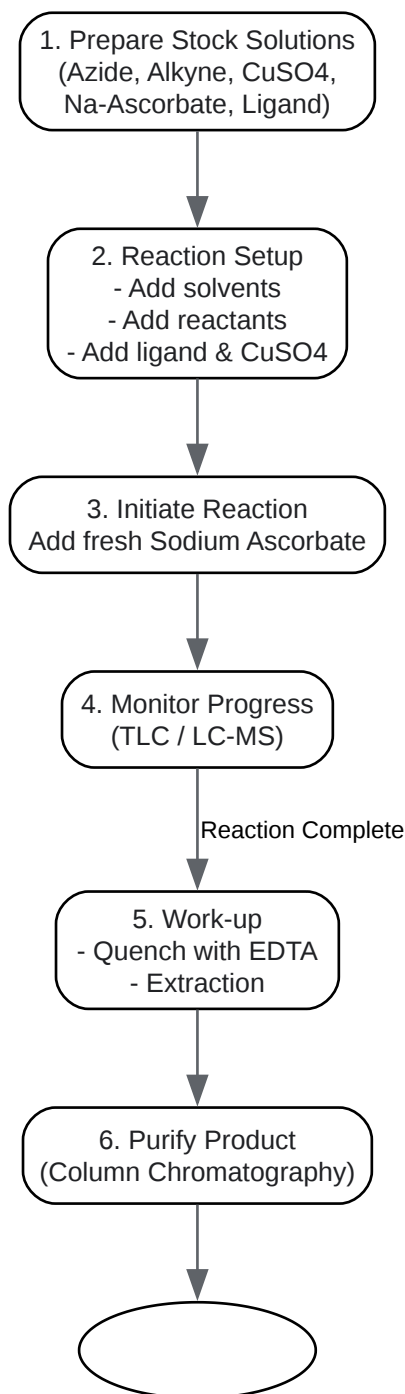 1. Prepare Stock Solutions
(Azide, Alkyne, CuSO4,
Na-Ascorbate, Ligand)
2. Reaction Setup
- Add solvents
- Add reactants
- Add ligand & CuSO4
3. Initiate Reaction
Add fresh Sodium Ascorbate
4. Monitor Progress
(TLC / LC-MS)
Reaction Complete
5. Work-up
- Quench with EDTA
- Extraction
6. Purify Product
(Column Chromatography)